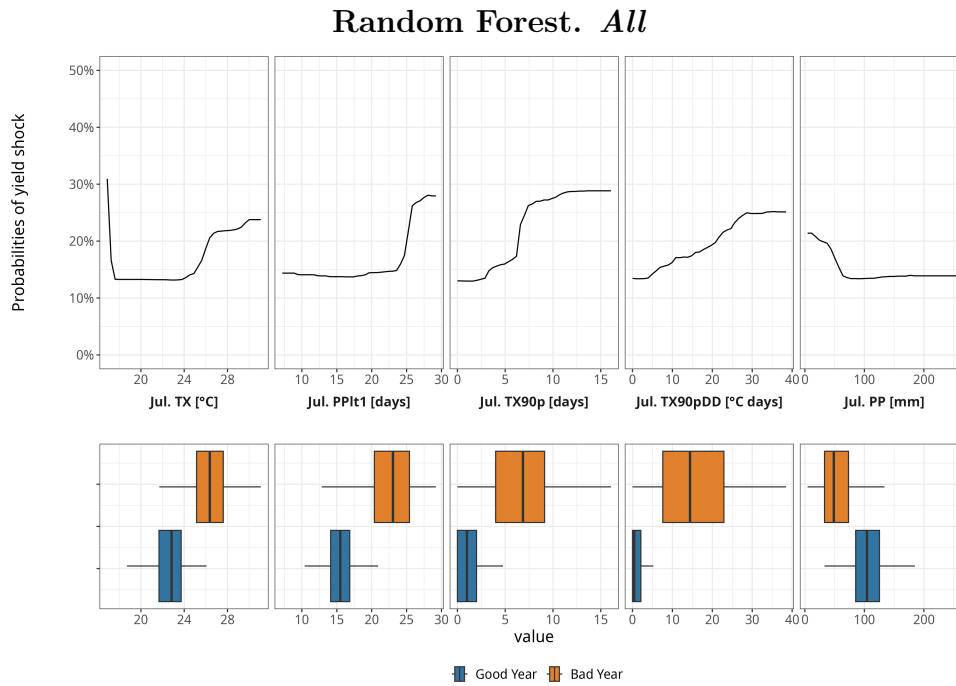 Random Forest. All
Probabilities of yield shock
50%
40%
30%
20%
10%
0%
20 24 28
10 15 20 25 30
0 5 10 15
0 10 20 30 40
0 100 200
Jul. TX [°C]
Jul. PPlt1 [days]
Jul. TX90p [days]
Jul. TX90pDD [°C days]
Jul. PP [mm]
20 24 28
10 15 20 25 30
0 5 10 15
0 10 20 30 40
0 100 200
value
Good Year
Bad Year